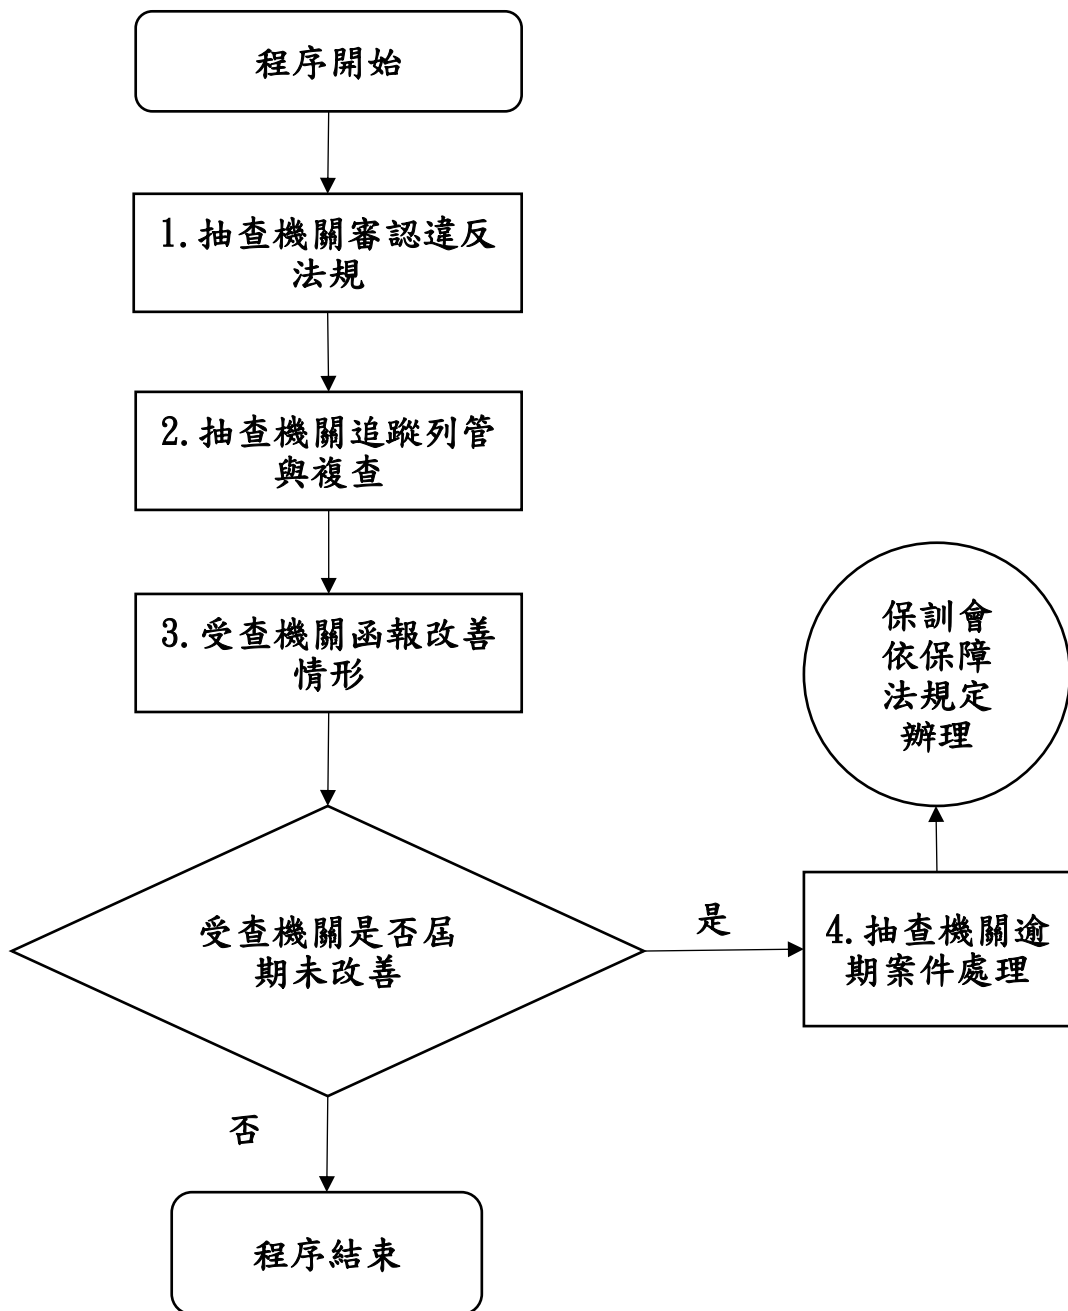 程序開始
1.抽查機關審認違反
法規
2.抽查機關追蹤列管
與複查
3.受查機關函報改善
情形
受查機關是否屆
期未改善
是
4.抽查機關逾
期案件處理
保訓會
依保障
法規定
辦理
否
程序結束